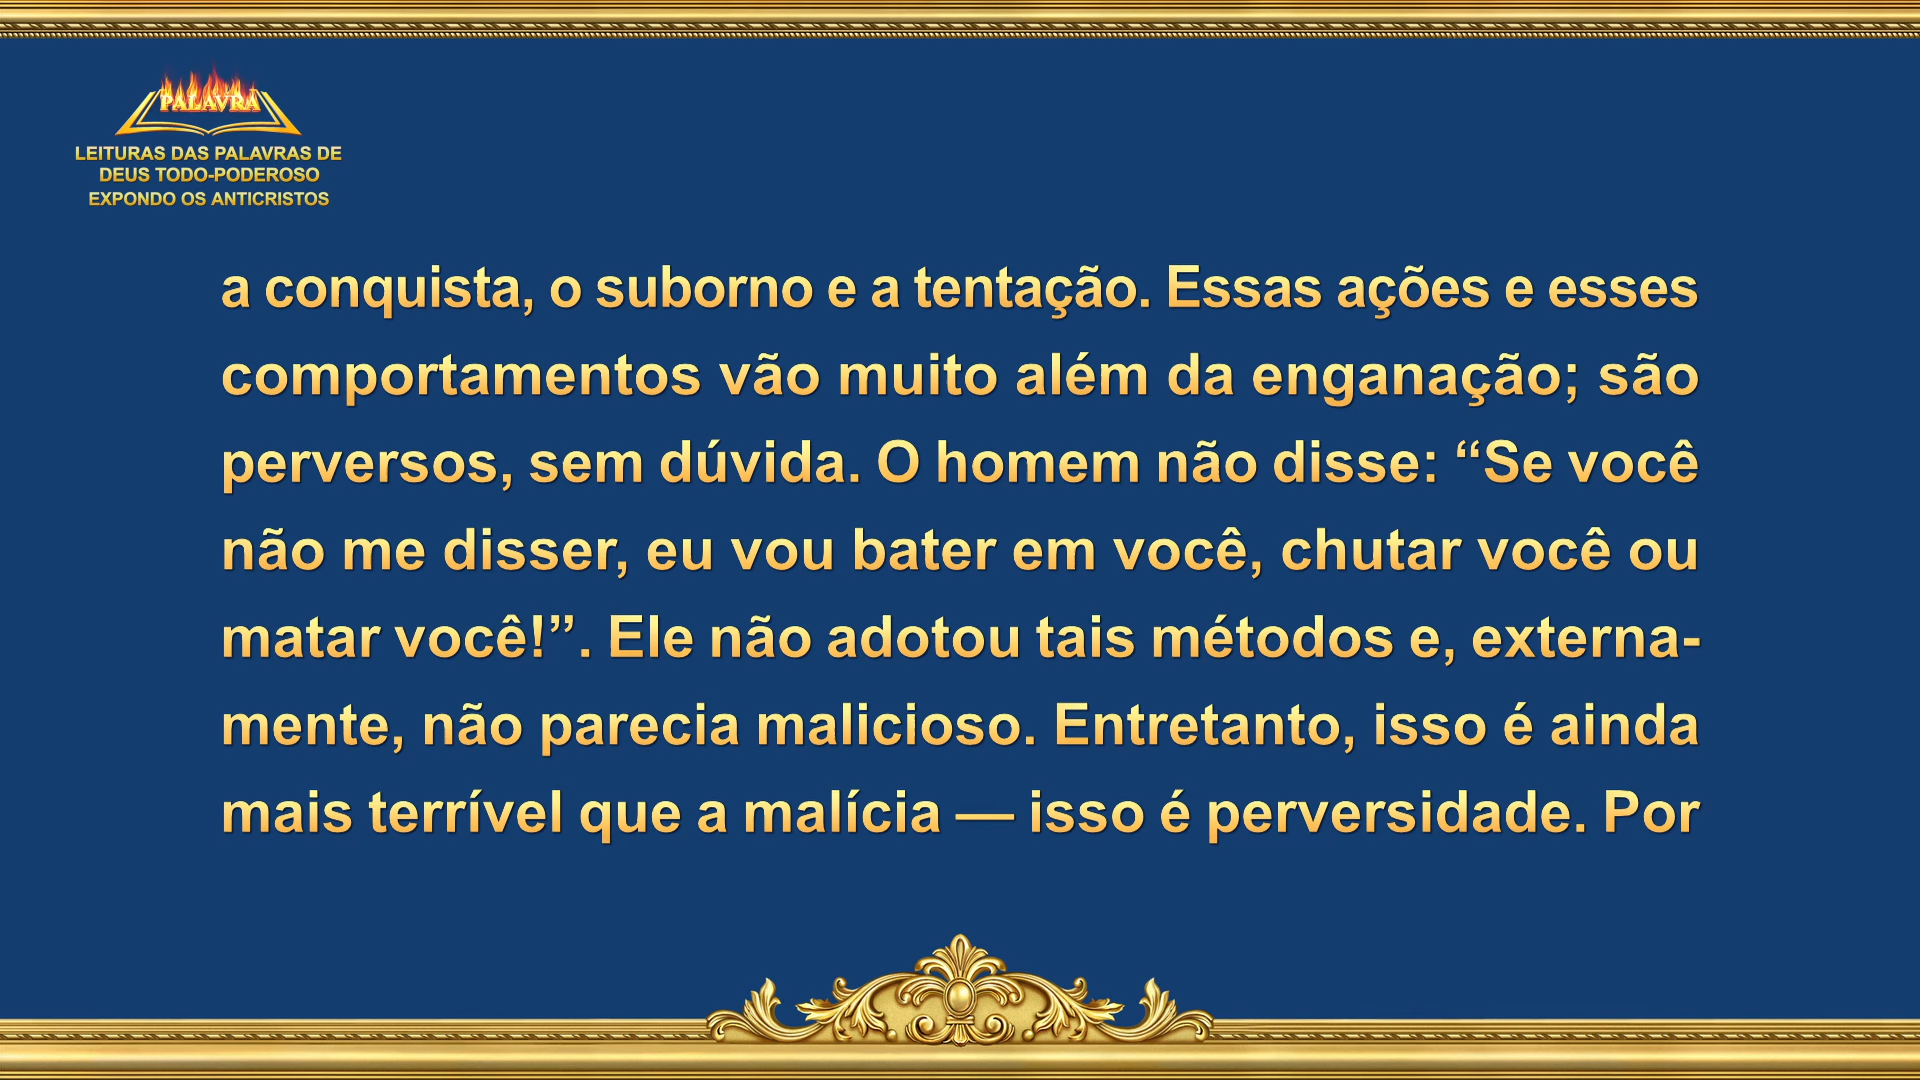 PALAVRA
LEITURAS DAS PALAVRAS DE
DEUS TODO-PODEROSO
EXPONDO OS ANTICRISTOS
a conquista, o suborno e a tentação. Essas ações e esses
comportamentos vão muito além da enganação; são
perversos, sem dúvida. O homem não disse: “Se você
não me disser, eu vou bater em você, chutar você ou
matar você!”. Ele não adotou tais métodos e, externa-
mente, não parecia malicioso. Entretanto, isso é ainda
mais terrível que a malícia — isso é perversidade. Por